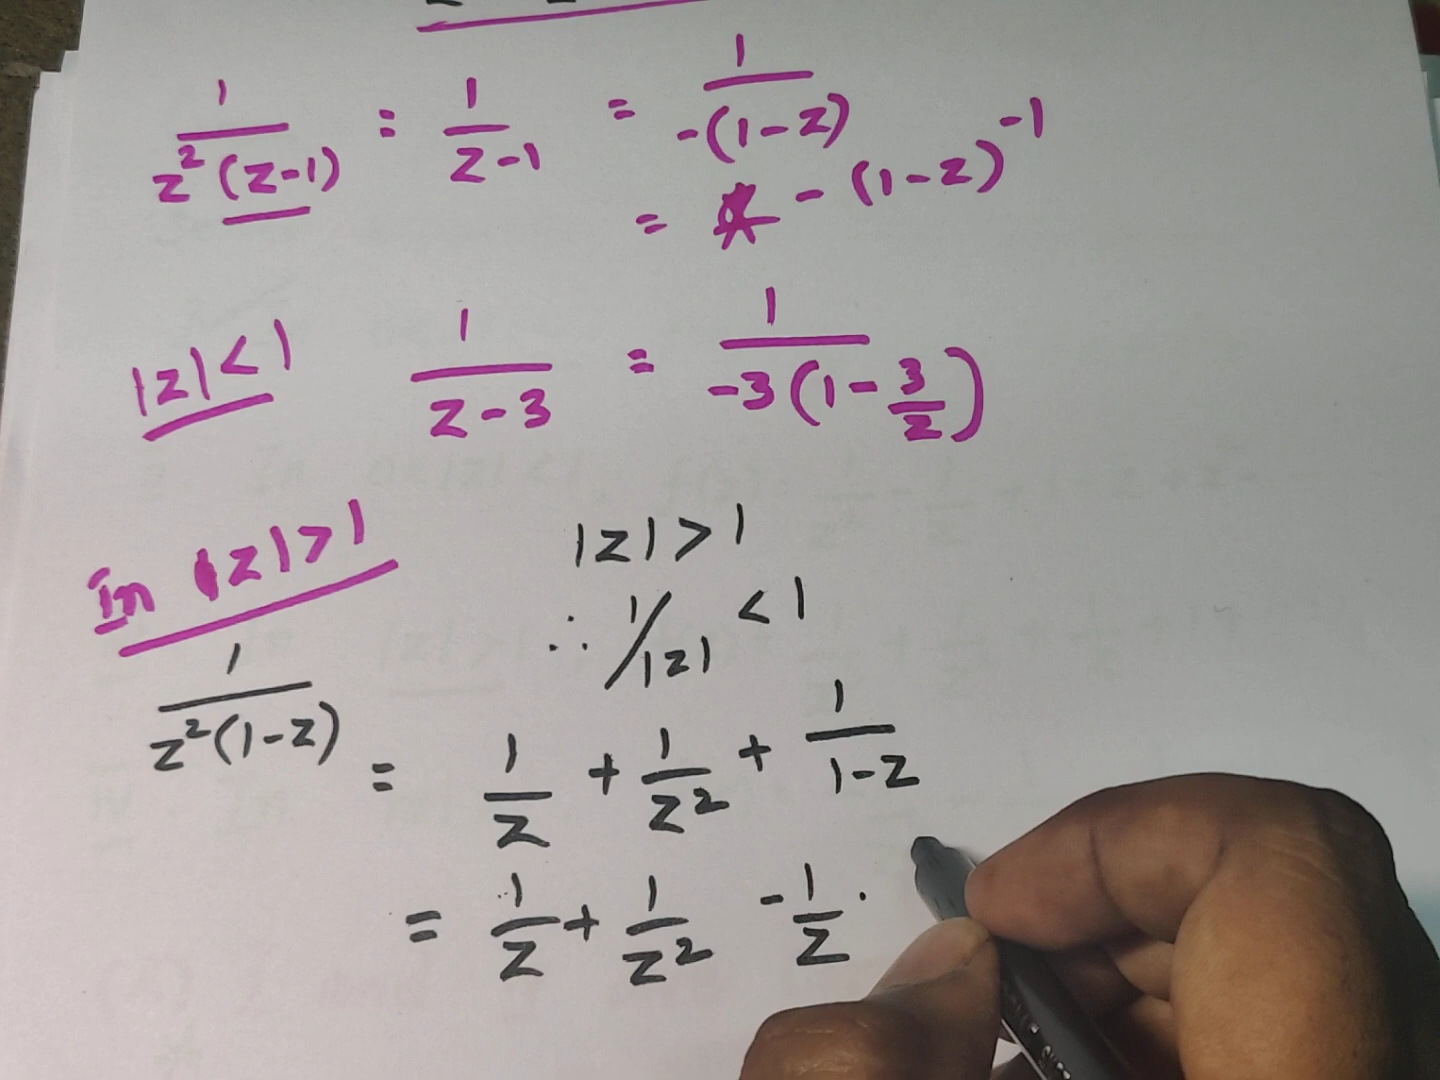 1/(z²(z-1)) = 1/(z-1) = 1/(-(1-z))
= - (1-z)⁻¹
|z|<1 1/(z-3) = 1/(-3(1-3/z))
In |z|>1 |z|>1
∴ 1/|z| < 1
1/(z²(1-z)) = 1/z + 1/z² + 1/(1-z)
= 1/z + 1/z² - 1/z ·